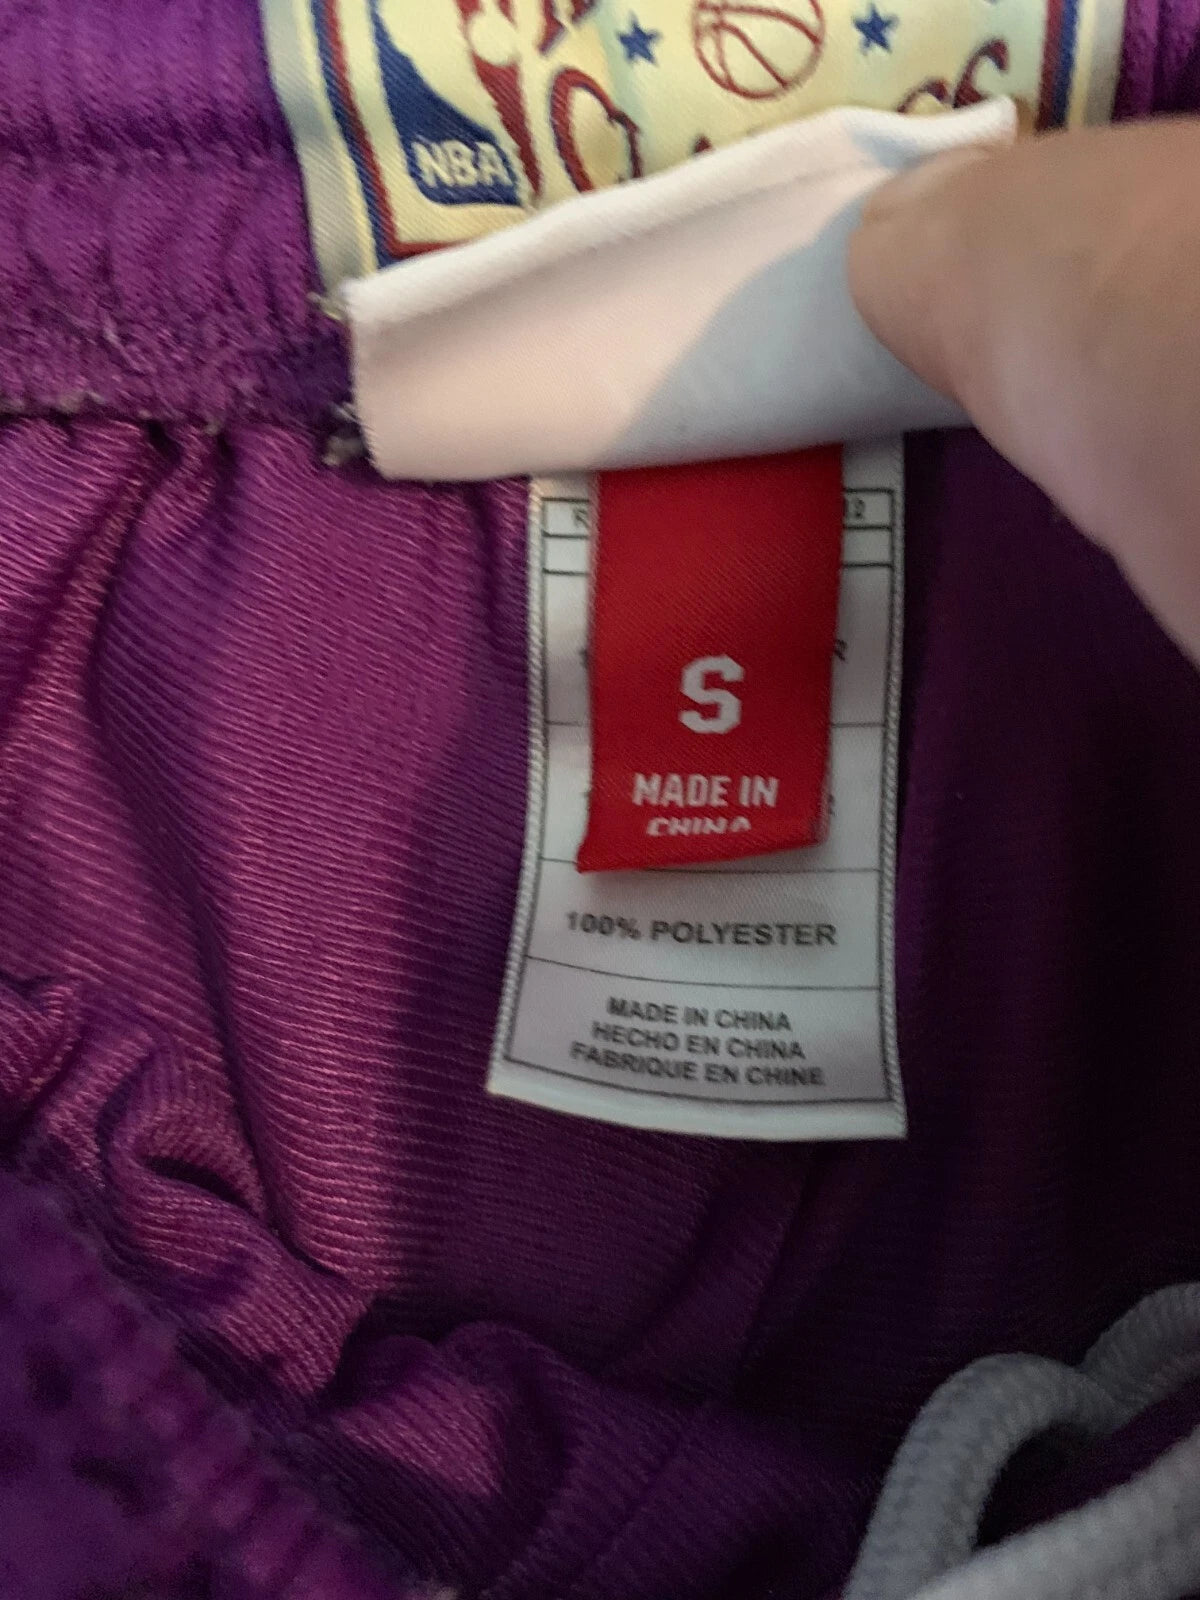 NBA
S
MADE IN
CHINA
100% POLYESTER
MADE IN CHINA
HECHO EN CHINA
FABRIQUE EN CHINE